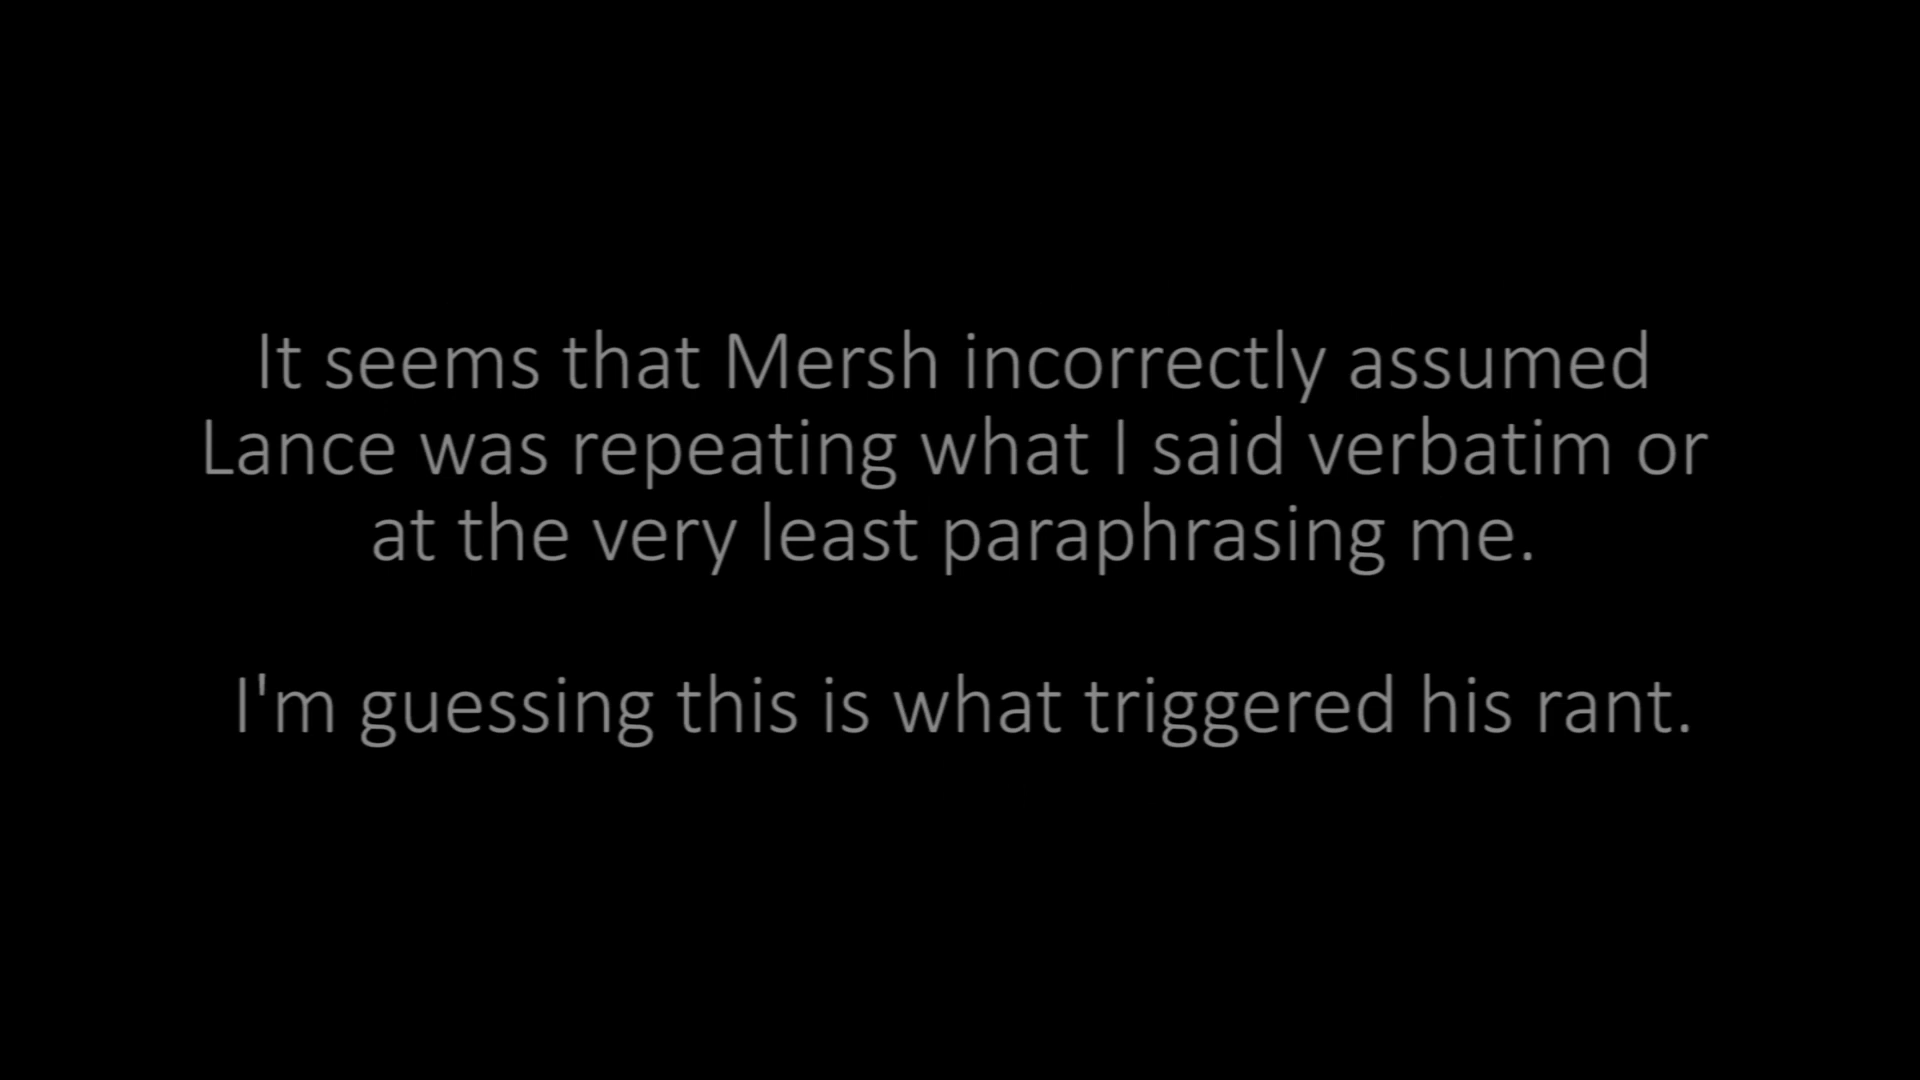 It seems that Mersh incorrectly assumed
Lance was repeating what I said verbatim or
at the very least paraphrasing me.
I'm guessing this is what triggered his rant.